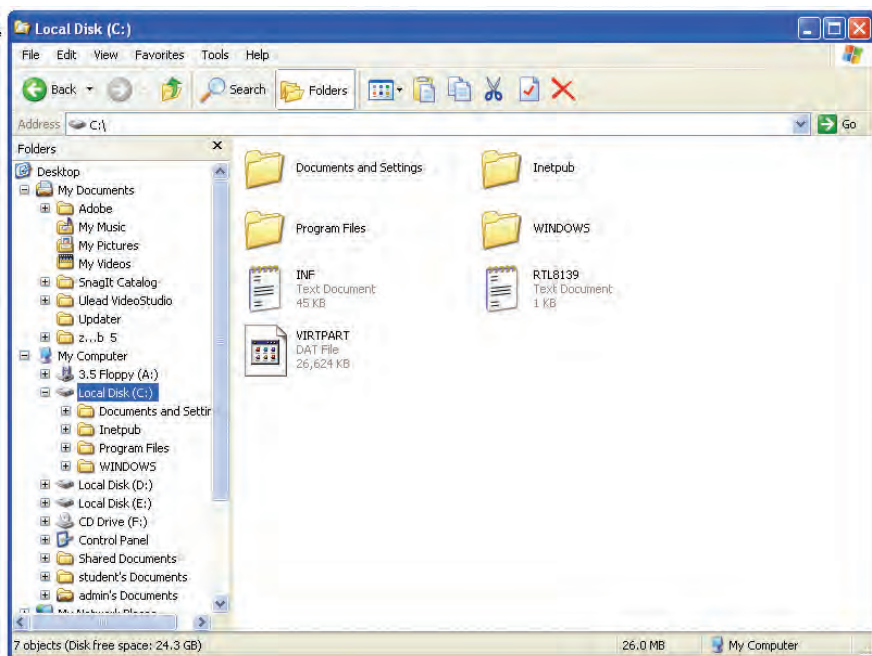 Local Disk (C:)
File Edit View Favorites Tools Help
Back Search Folders
Address C:\ Go
Folders x
Desktop
My Documents
Adobe
My Music
My Pictures
My Videos
SnagIt Catalog
Ulead VideoStudio
Updater
z...b 5
My Computer
3.5 Floppy (A:)
Local Disk (C:)
Documents and Settir
Inetpub
Program Files
WINDOWS
Local Disk (D:)
Local Disk (E:)
CD Drive (F:)
Control Panel
Shared Documents
student's Documents
admin's Documents
Documents and Settings
Inetpub
Program Files
WINDOWS
INF
Text Document
45 KB
RTL8139
Text Document
1 KB
VIRTPART
DAT File
26,624 KB
7 objects (Disk free space: 24.3 GB) 26.0 MB My Computer